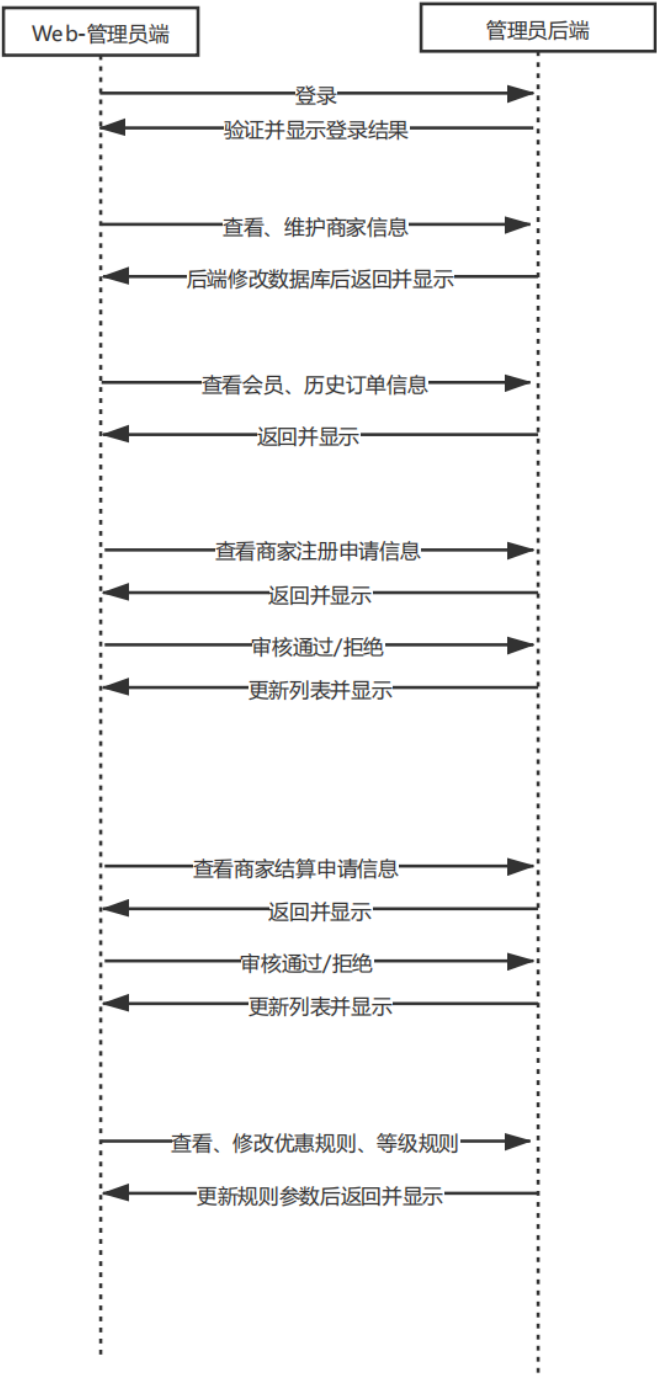 Web-管理员端
管理员后端
登录
验证并显示登录结果
查看、维护商家信息
后端修改数据库后返回并显示
查看会员、历史订单信息
返回并显示
查看商家注册申请信息
返回并显示
审核通过/拒绝
更新列表并显示
查看商家结算申请信息
返回并显示
审核通过/拒绝
更新列表并显示
查看、修改优惠规则、等级规则
更新规则参数后返回并显示